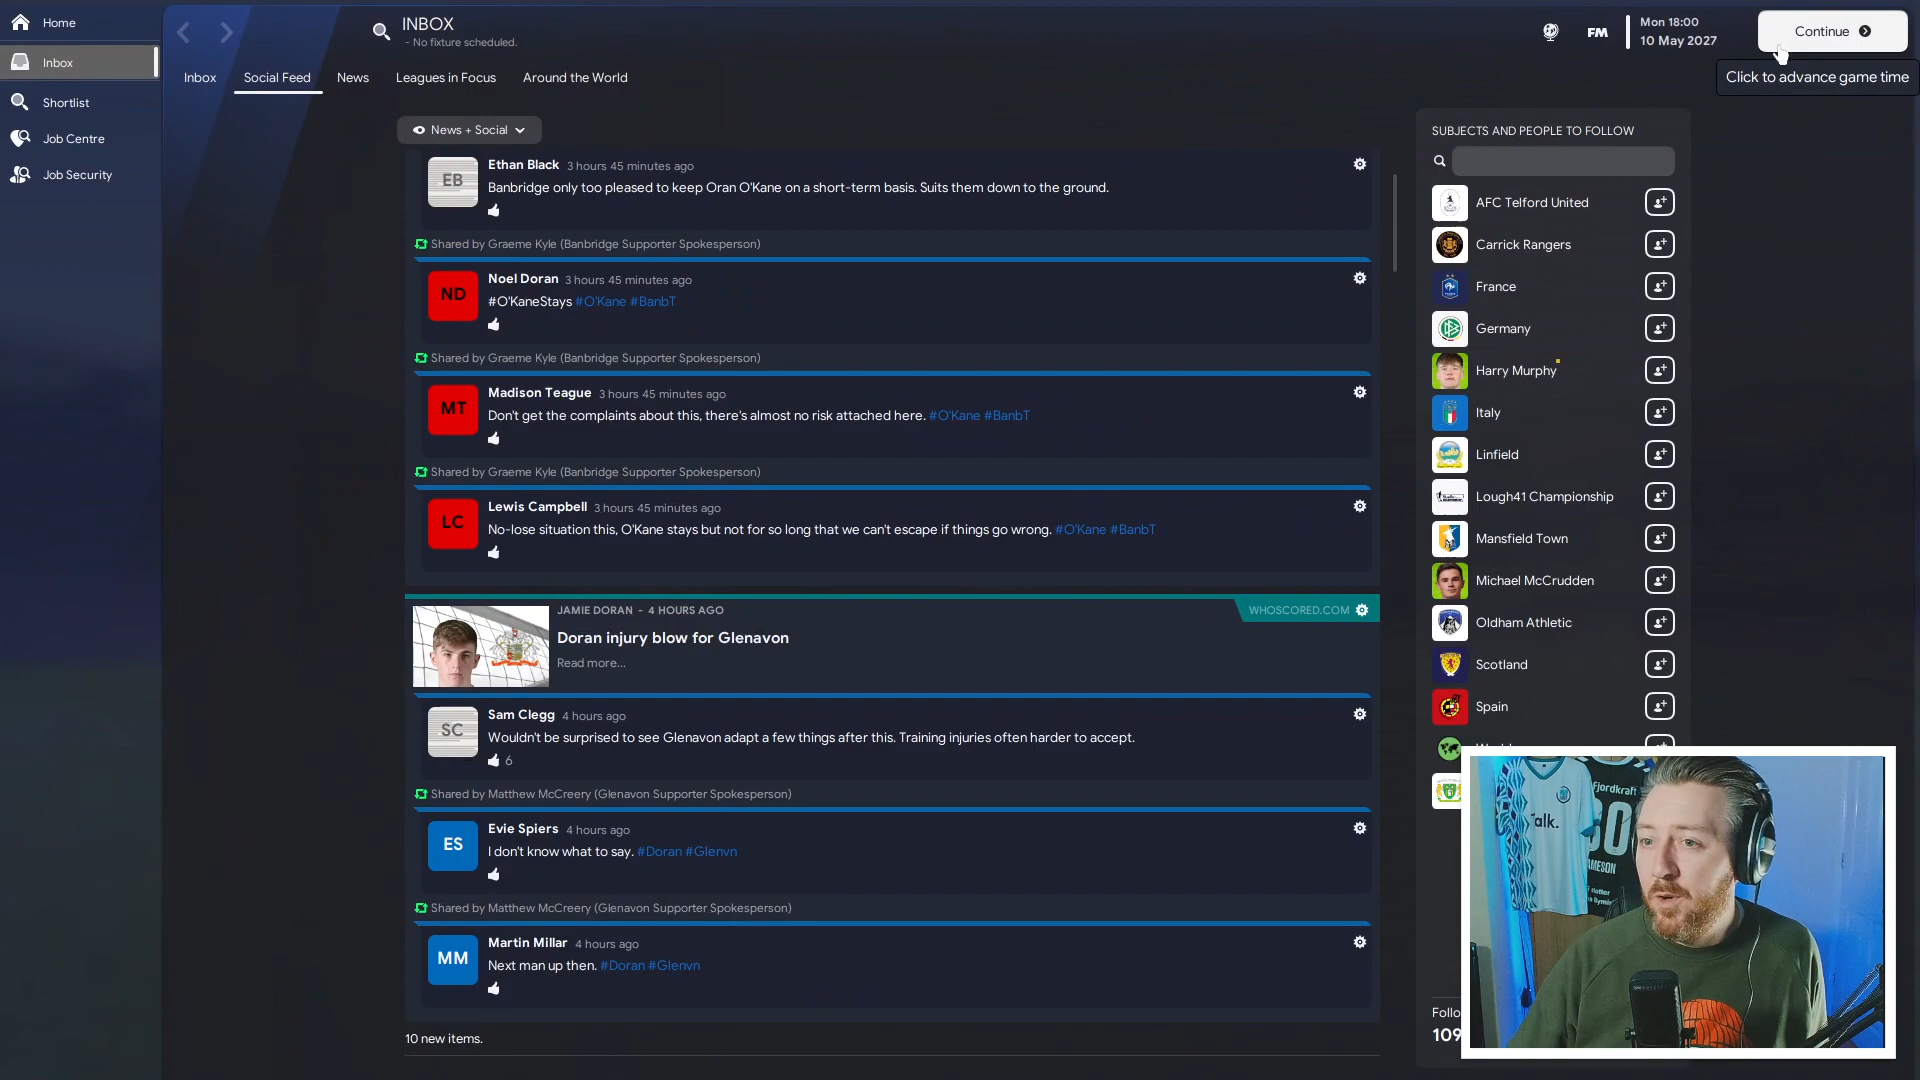 Home
Inbox
Shortlist
Job Centre
Job Security
INBOX
- No fixture scheduled.
FM
Mon 18:00
10 May 2027
Continue
Click to advance game time
Inbox
Social Feed
News
Leagues in Focus
Around the World
News + Social
EB
Ethan Black 3 hours 45 minutes ago
Banbridge only too pleased to keep Oran O'Kane on a short-term basis. Suits them down to the ground.
Shared by Graeme Kyle (Banbridge Supporter Spokesperson)
ND
Noel Doran 3 hours 45 minutes ago
#O'KaneStays #O'Kane #BanbT
Shared by Graeme Kyle (Banbridge Supporter Spokesperson)
MT
Madison Teague 3 hours 45 minutes ago
Don't get the complaints about this, there's almost no risk attached here. #O'Kane #BanbT
Shared by Graeme Kyle (Banbridge Supporter Spokesperson)
LC
Lewis Campbell 3 hours 45 minutes ago
No-lose situation this, O'Kane stays but not for so long that we can't escape if things go wrong. #O'Kane #BanbT
JAMIE DORAN - 4 HOURS AGO
WHOSCORED.COM
Doran injury blow for Glenavon
Read more...
SC
Sam Clegg 4 hours ago
Wouldn't be surprised to see Glenavon adapt a few things after this. Training injuries often harder to accept.
6
Shared by Matthew McCreery (Glenavon Supporter Spokesperson)
ES
Evie Spiers 4 hours ago
I don't know what to say. #Doran #Glenvn
Shared by Matthew McCreery (Glenavon Supporter Spokesperson)
MM
Martin Millar 4 hours ago
Next man up then. #Doran #Glenvn
10 new items.
SUBJECTS AND PEOPLE TO FOLLOW
AFC Telford United
Carrick Rangers
France
Germany
Harry Murphy
Italy
Linfield
Lough41 Championship
Mansfield Town
Michael McCrudden
Oldham Athletic
Scotland
Spain
Follo
109
Talk.
Fjordkraft